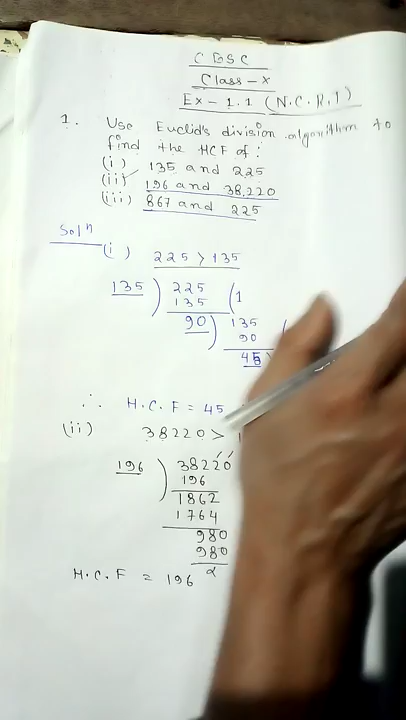 CBSC
Class-X
Ex-1.1 (N.C.R.T)
1. Use Euclid's division algorithm to
find the HCF of:
(i) 135 and 225
(ii) 196 and 38,220
(iii) 867 and 225
Solⁿ
(i) 225 > 135
135 ) 225 ( 1
135
90 ) 135 (
90
45 )
∴ H.C.F = 45
(ii) 38220 >
196 ) 38220
196
1862
1764
980
980
H.C.F = 196